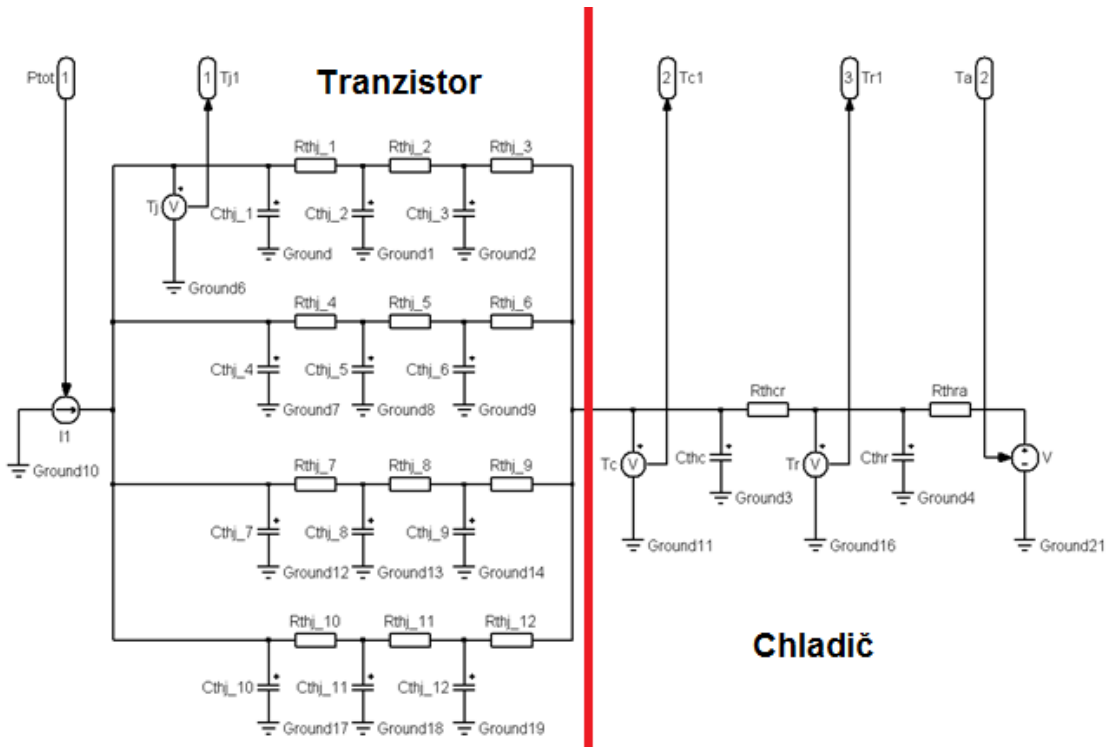 Ptot 1
1 Tj1
Tranzistor
2 Tc1
3 Tr1
Ta 2
Rthj_1 Rthj_2 Rthj_3
Tj V
Cthj_1 Cthj_2 Cthj_3
Ground Ground1 Ground2
Ground6
Rthj_4 Rthj_5 Rthj_6
Cthj_4 Cthj_5 Cthj_6
Ground7 Ground8 Ground9
I1
Ground10
Rthj_7 Rthj_8 Rthj_9
Cthj_7 Cthj_8 Cthj_9
Ground12 Ground13 Ground14
Rthj_10 Rthj_11 Rthj_12
Cthj_10 Cthj_11 Cthj_12
Ground17 Ground18 Ground19
Rthcr Rthra
Tc V Cthc Tr V Cthr V
Ground3 Ground4
Ground11 Ground16 Ground21
Chladič